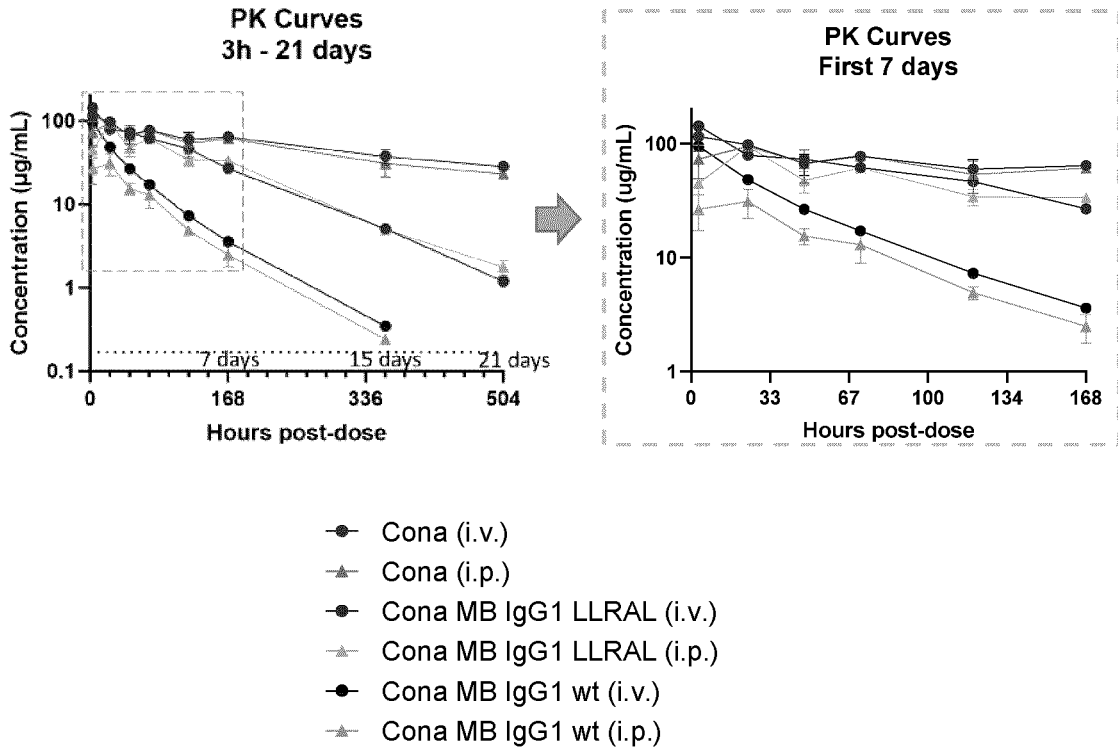 PK Curves
3h - 21 days
Concentration (µg/mL)
100
10
1
0.1
7 days
15 days
21 days
0
168
336
504
Hours post-dose
PK Curves
First 7 days
Concentration (ug/mL)
100
10
1
0
33
67
100
134
168
Hours post-dose
Cona (i.v.)
Cona (i.p.)
Cona MB IgG1 LLRAL (i.v.)
Cona MB IgG1 LLRAL (i.p.)
Cona MB IgG1 wt (i.v.)
Cona MB IgG1 wt (i.p.)